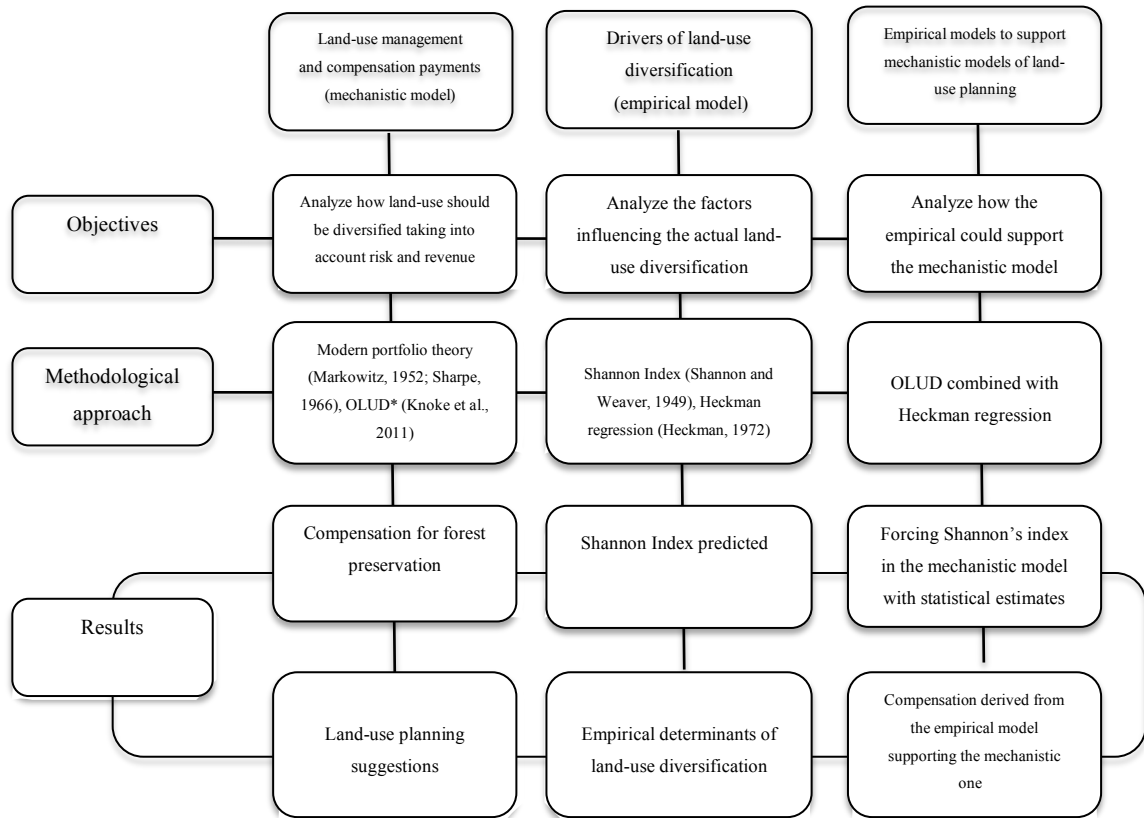 Land-use management
and compensation payments
(mechanistic model)
Drivers of land-use
diversification
(empirical model)
Empirical models to support
mechanistic models of land-
use planning
Objectives
Analyze how land-use should
be diversified taking into
account risk and revenue
Analyze the factors
influencing the actual land-
use diversification
Analyze how the
empirical could support
the mechanistic model
Methodological
approach
Modern portfolio theory
(Markowitz, 1952; Sharpe,
1966), OLUD* (Knoke et al.,
2011)
Shannon Index (Shannon and
Weaver, 1949), Heckman
regression (Heckman, 1972)
OLUD combined with
Heckman regression
Results
Compensation for forest
preservation
Shannon Index predicted
Forcing Shannon’s index
in the mechanistic model
with statistical estimates
Land-use planning
suggestions
Empirical determinants of
land-use diversification
Compensation derived from
the empirical model
supporting the mechanistic
one